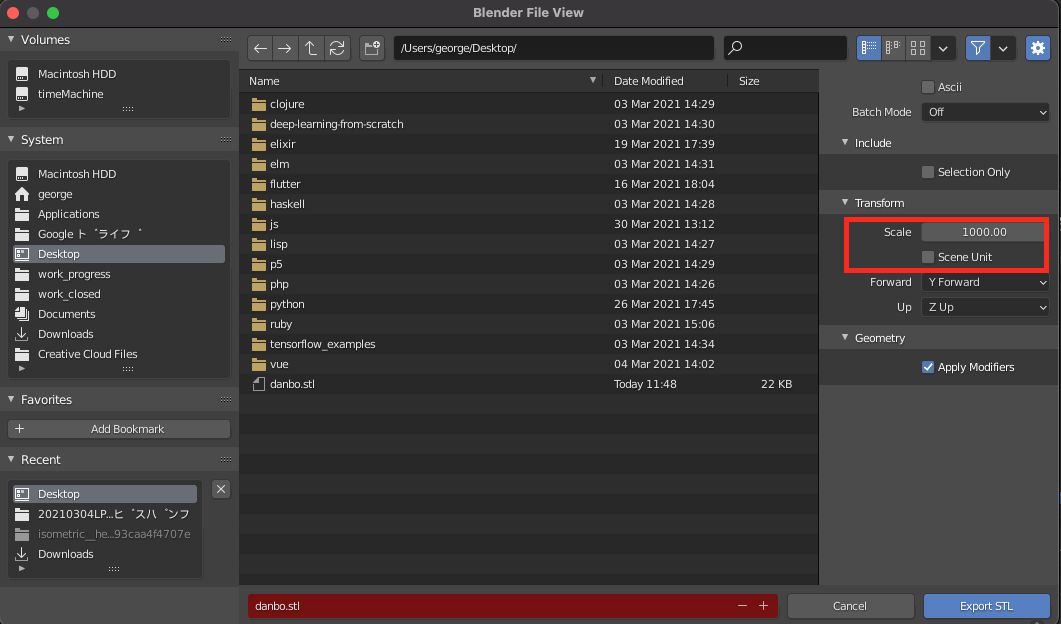 Blender File View
Volumes
Macintosh HDD
timeMachine
System
Macintosh HDD
george
Applications
Google ト゛ライフ゛
Desktop
work_progress
work_closed
Documents
Downloads
Creative Cloud Files
Favorites
Add Bookmark
Recent
Desktop
20210304LP...ヒ゛スハ゛ンフ
isometric__he...93caa4f4707e
Downloads
/Users/george/Desktop/
Name Date Modified Size
clojure 03 Mar 2021 14:29
deep-learning-from-scratch 03 Mar 2021 14:30
elixir 19 Mar 2021 17:39
elm 03 Mar 2021 14:31
flutter 16 Mar 2021 18:04
haskell 03 Mar 2021 14:28
js 30 Mar 2021 13:12
lisp 03 Mar 2021 14:27
p5 03 Mar 2021 14:29
php 03 Mar 2021 14:26
python 26 Mar 2021 17:45
ruby 03 Mar 2021 15:06
tensorflow_examples 03 Mar 2021 14:34
vue 04 Mar 2021 14:02
danbo.stl Today 11:48 22 KB
Ascii
Batch Mode Off
Include
Selection Only
Transform
Scale 1000.00
Scene Unit
Forward Y Forward
Up Z Up
Geometry
Apply Modifiers
danbo.stl
Cancel
Export STL